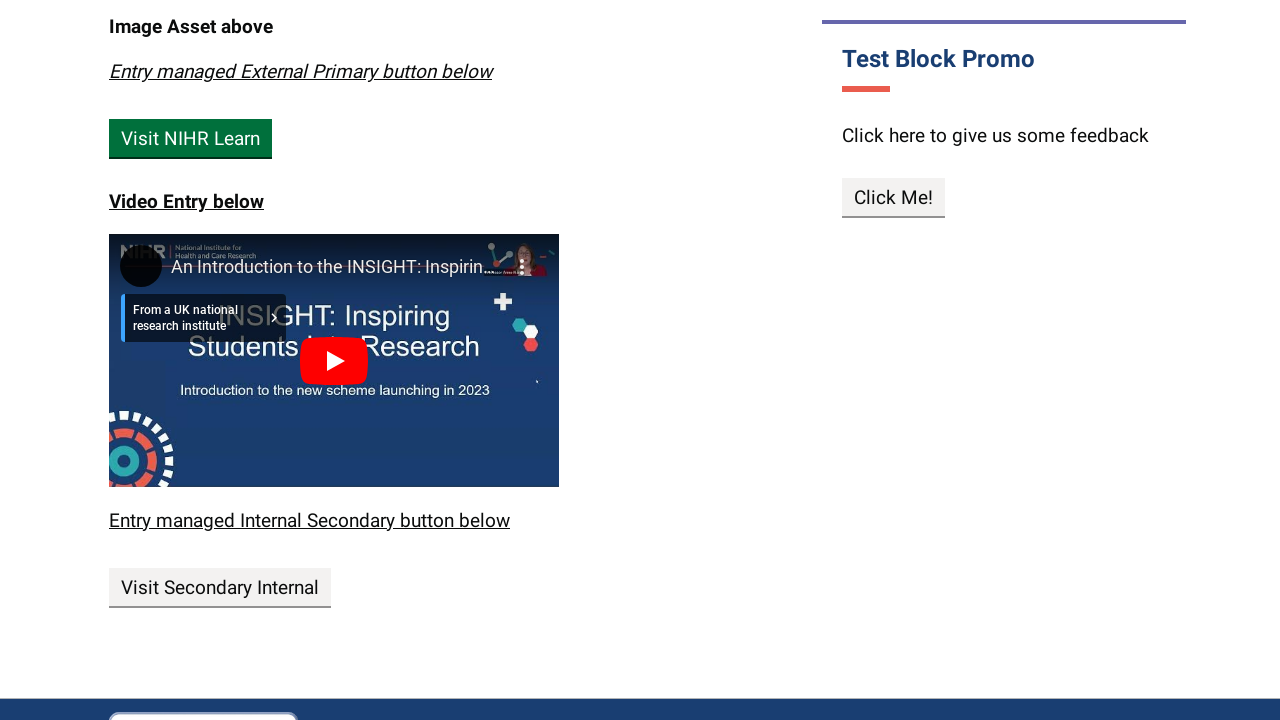 Image Asset above
Entry managed External Primary button below
Visit NIHR Learn
Video Entry below
NIHR | National Institute for
Health and Care Research
An Introduction to the INSIGHT: Inspirin...
From a UK national
research institute
INSIGHT: Inspiring
Students into Research
Introduction to the new scheme launching in 2023
Entry managed Internal Secondary button below
Visit Secondary Internal
Test Block Promo
Click here to give us some feedback
Click Me!